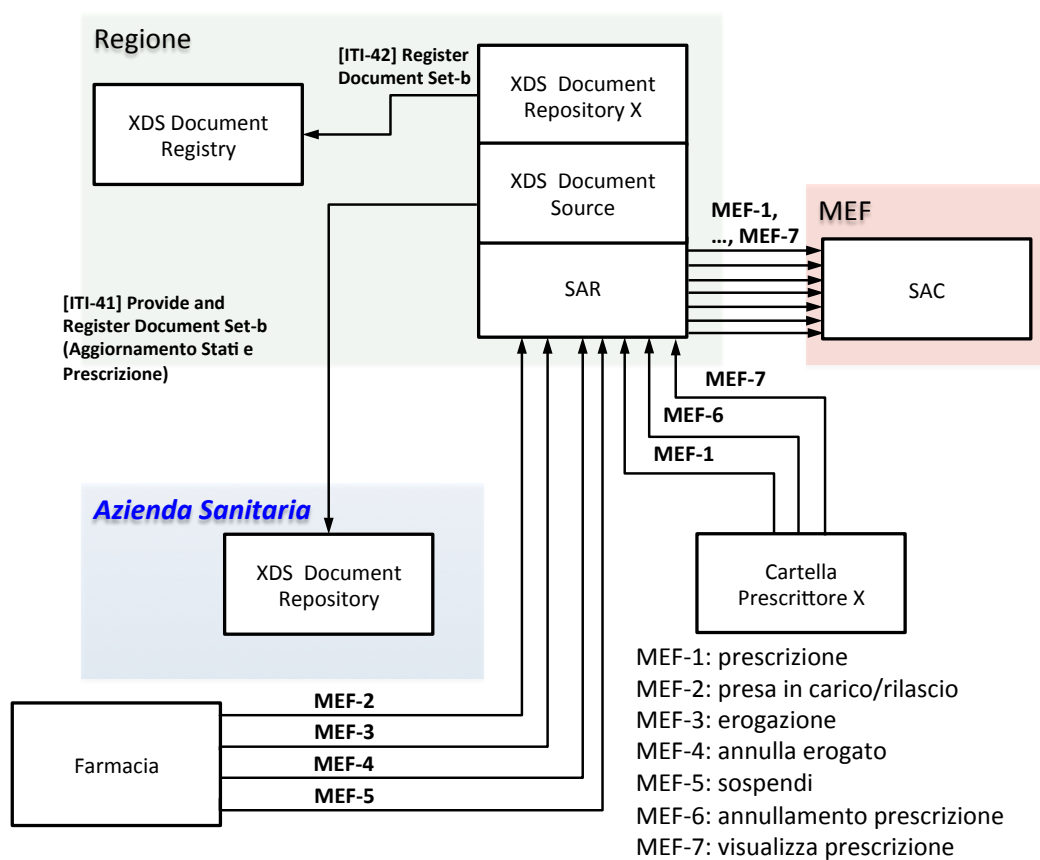 Regione
[ITI-42] Register
Document Set-b
XDS Document
Repository X
XDS Document
Registry
XDS Document
Source
MEF-1,
..., MEF-7
MEF
SAR
SAC
[ITI-41] Provide and
Register Document Set-b
(Aggiornamento Stati e
Prescrizione)
MEF-7
MEF-6
MEF-1
Azienda Sanitaria
XDS Document
Repository
Cartella
Prescrittore X
MEF-2
MEF-3
MEF-4
MEF-5
Farmacia
MEF-1: prescrizione
MEF-2: presa in carico/rilascio
MEF-3: erogazione
MEF-4: annulla erogato
MEF-5: sospendi
MEF-6: annullamento prescrizione
MEF-7: visualizza prescrizione